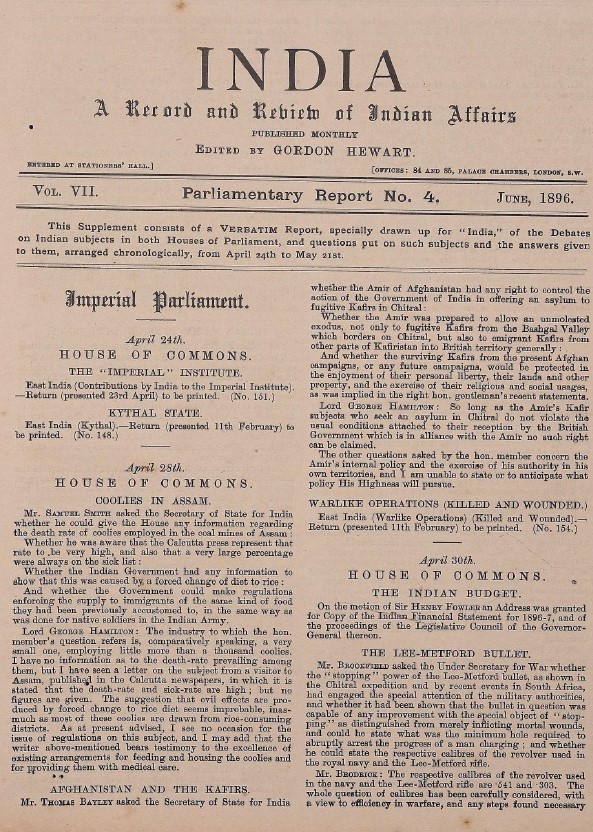 INDIA
A Record and Review of Indian Affairs
PUBLISHED MONTHLY
EDITED BY GORDON HEWART.
ENTERED AT STATIONERS' HALL.]
[OFFICES: 84 AND 85, PALACE CHAMBERS, LONDON, S.W.
VOL. VII.
Parliamentary Report No. 4.
JUNE, 1896.
This Supplement consists of a VERBATIM Report, specially drawn up for "India," of the Debates
on Indian subjects in both Houses of Parliament, and questions put on such subjects and the answers given
to them, arranged chronologically, from April 24th to May 21st.
Imperial Parliament.
April 24th.
HOUSE OF COMMONS.
THE "IMPERIAL" INSTITUTE.
East India (Contributions by India to the Imperial Institute).
—Return (presented 23rd April) to be printed. (No. 151.)
KYTHAL STATE.
East India (Kythal).—Return (presented 11th February) to
be printed. (No. 148.)
April 28th.
HOUSE OF COMMONS.
COOLIES IN ASSAM.
Mr. SAMUEL SMITH asked the Secretary of State for India
whether he could give the House any information regarding
the death rate of coolies employed in the coal mines of Assam:
Whether he was aware that the Calcutta press represent that
rate to be very high, and also that a very large percentage
were always on the sick list:
Whether the Indian Government had any information to
show that this was caused by a forced change of diet to rice:
And whether the Government could make regulations
enforcing the supply to immigrants of the same kind of food
they had been previously accustomed to, in the same way as
was done for native soldiers in the Indian Army.
Lord GEORGE HAMILTON: The industry to which the hon.
member's question refers is, comparatively speaking, a very
small one, employing little more than a thousand coolies.
I have no information as to the death-rate prevailing among
them, but I have seen a letter on the subject from a visitor to
Assam, published in the Calcutta newspapers, in which it is
stated that the death-rate and sick-rate are high; but no
figures are given. The suggestion that evil effects are pro-
duced by forced change to rice diet seems improbable, inas-
much as most of these coolies are drawn from rice-consuming
districts. As at present advised, I see no occasion for the
issue of regulations on this subject, and I may add that the
writer above-mentioned bears testimony to the excellence of
existing arrangements for feeding and housing the coolies and
for providing them with medical care.
AFGHANISTAN AND THE KAFIRS.
Mr. THOMAS BAYLEY asked the Secretary of State for India
whether the Amir of Afghanistan had any right to control the
action of the Government of India in offering an asylum to
fugitive Kafirs in Chitral:
Whether the Amir was prepared to allow an unmolested
exodus, not only to fugitive Kafirs from the Bashgal Valley
which borders on Chitral, but also to emigrant Kafirs from
other parts of Kafiristan into British territory generally:
And whether the surviving Kafirs from the present Afghan
campaigns, or any future campaigns, would be protected in
the enjoyment of their personal liberty, their lands and other
property, and the exercise of their religious and social usages,
as was implied in the right hon. gentleman's recent statements.
Lord GEORGE HAMILTON: So long as the Amir's Kafir
subjects who seek an asylum in Chitral do not violate the
usual conditions attached to their reception by the British
Government which is in alliance with the Amir no such right
can be claimed.
The other questions asked by the hon. member concern the
Amir's internal policy and the exercise of his authority in his
own territories, and I am unable to state or to anticipate what
policy His Highness will pursue.
WARLIKE OPERATIONS (KILLED AND WOUNDED.)
East India (Warlike Operations) (Killed and Wounded).—
Return (presented 11th February) to be printed. (No. 154.)
April 30th.
HOUSE OF COMMONS.
THE INDIAN BUDGET.
On the motion of Sir HENRY FOWLER an Address was granted
for Copy of the Indian Financial Statement for 1896-7, and of
the proceedings of the Legislative Council of the Governor-
General thereon.
THE LEE-METFORD BULLET.
Mr. BROOKFIELD asked the Under Secretary for War whether
the "stopping" power of the Lee-Metford bullet, as shown in
the Chitral expedition and by recent events in South Africa,
had engaged the special attention of the military authorities,
and whether it had been shown that the bullet in question was
capable of any improvement with the special object of "stop-
ping" as distinguished from merely inflicting mortal wounds,
and could he state what was the minimum hole required to
abruptly arrest the progress of a man charging; and whether
he could state the respective calibres of the revolver used in
the royal navy and the Lee-Metford rifle.
Mr. BRODRICK: The respective calibres of the revolver used
in the navy and the Lee-Metford rifle are ·541 and ·303. The
whole question of calibres has been carefully considered, with
a view to efficiency in warfare, and any steps found necessary